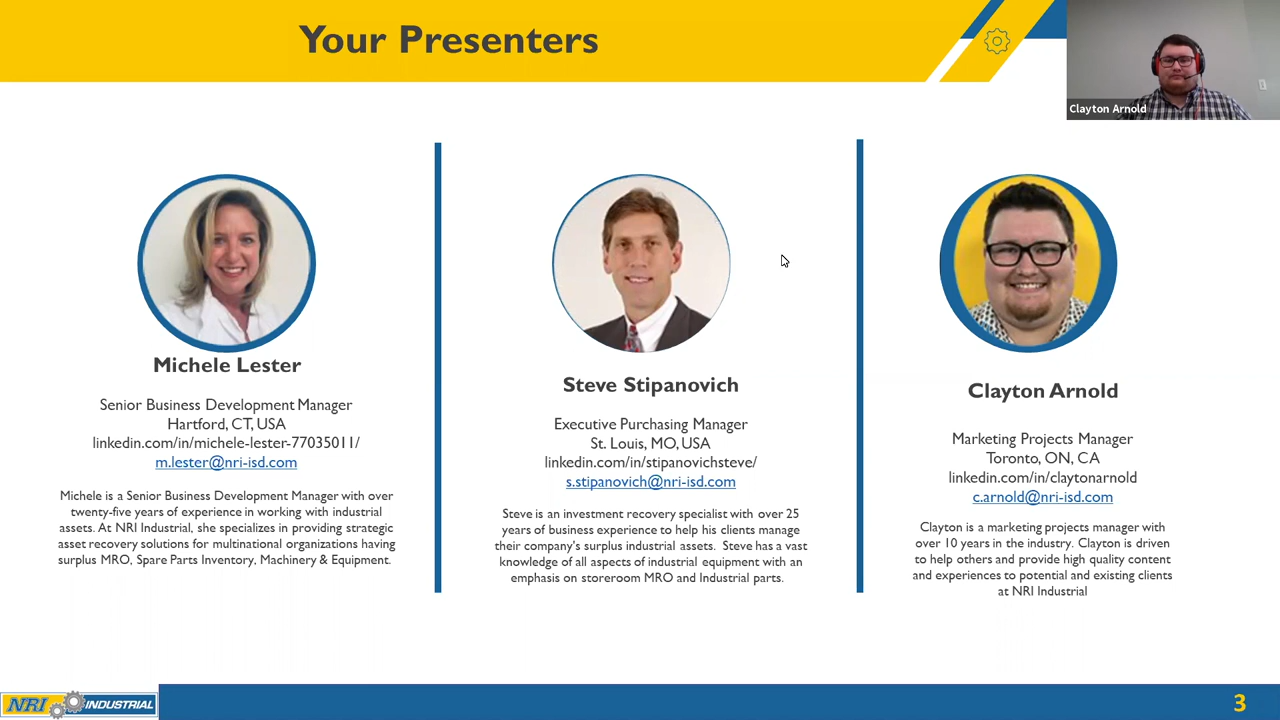 Your Presenters
Clayton Arnold
Michele Lester
Senior Business Development Manager
Hartford, CT, USA
linkedin.com/in/michele-lester-77035011/
m.lester@nri-isd.com
Michele is a Senior Business Development Manager with over
twenty-five years of experience in working with industrial
assets. At NRI Industrial, she specializes in providing strategic
asset recovery solutions for multinational organizations having
surplus MRO, Spare Parts Inventory, Machinery & Equipment.
Steve Stipanovich
Executive Purchasing Manager
St. Louis, MO, USA
linkedin.com/in/stipanovichsteve/
s.stipanovich@nri-isd.com
Steve is an investment recovery specialist with over 25
years of business experience to help his clients manage
their company's surplus industrial assets. Steve has a vast
knowledge of all aspects of industrial equipment with an
emphasis on storeroom MRO and Industrial parts.
Clayton Arnold
Marketing Projects Manager
Toronto, ON, CA
linkedin.com/in/claytonarnold
c.arnold@nri-isd.com
Clayton is a marketing projects manager with
over 10 years in the industry. Clayton is driven
to help others and provide high quality content
and experiences to potential and existing clients
at NRI Industrial
NRI INDUSTRIAL
3